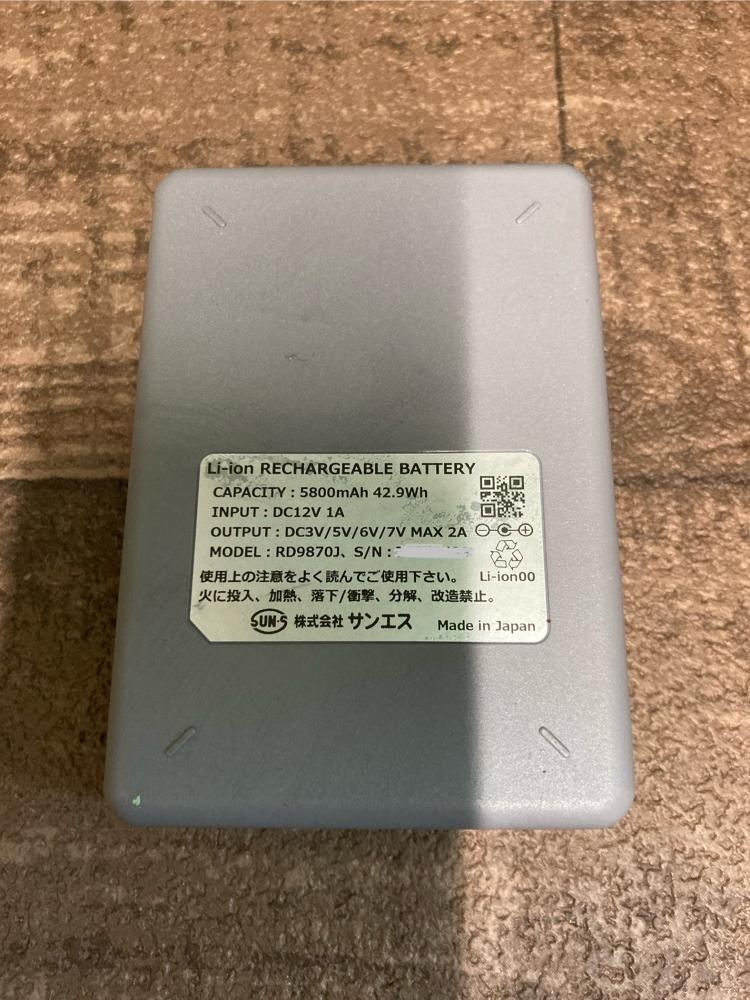 Li-ion RECHARGEABLE BATTERY
CAPACITY : 5800mAh 42.9Wh
INPUT : DC12V 1A
OUTPUT : DC3V/5V/6V/7V MAX 2A
MODEL : RD9870J、S/N :
使用上の注意をよく読んでご使用下さい。
Li-ion00
火に投入、加熱、落下/衝撃、分解、改造禁止。
SUN・S 株式会社 サンエス
Made in Japan